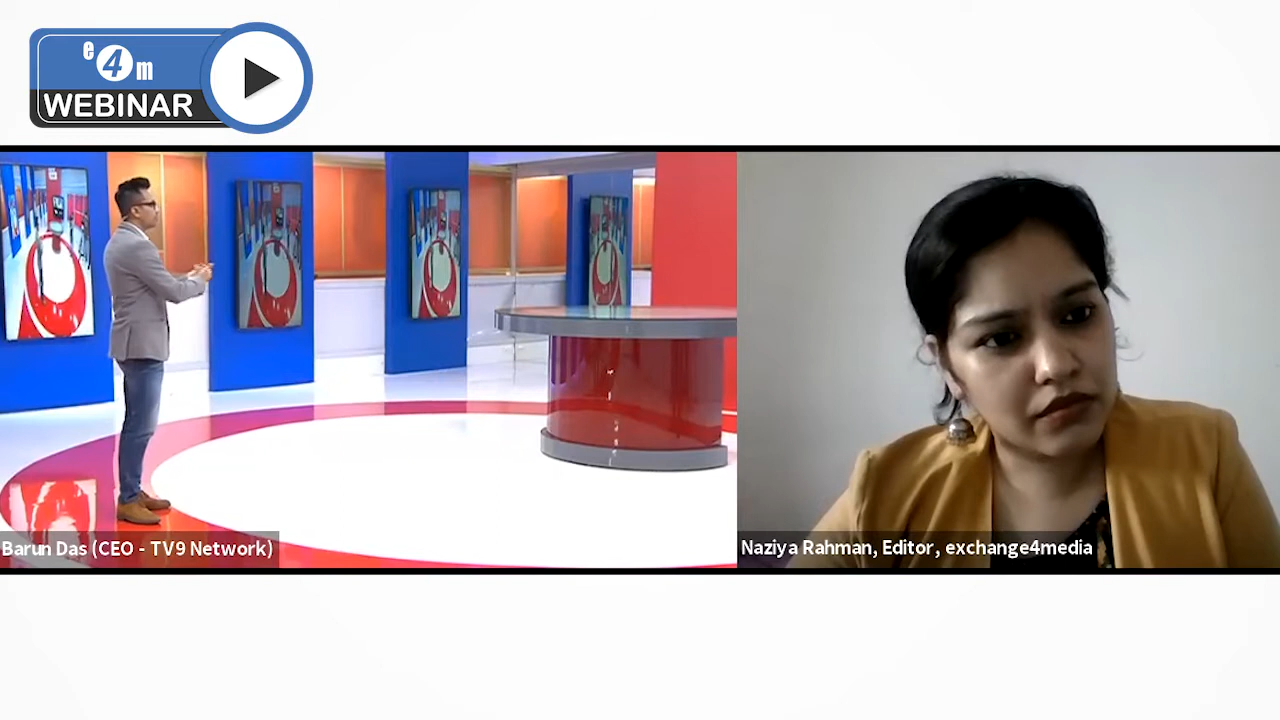 e4m
WEBINAR
Barun Das (CEO - TV9 Network)
Naziya Rahman, Editor, exchange4media